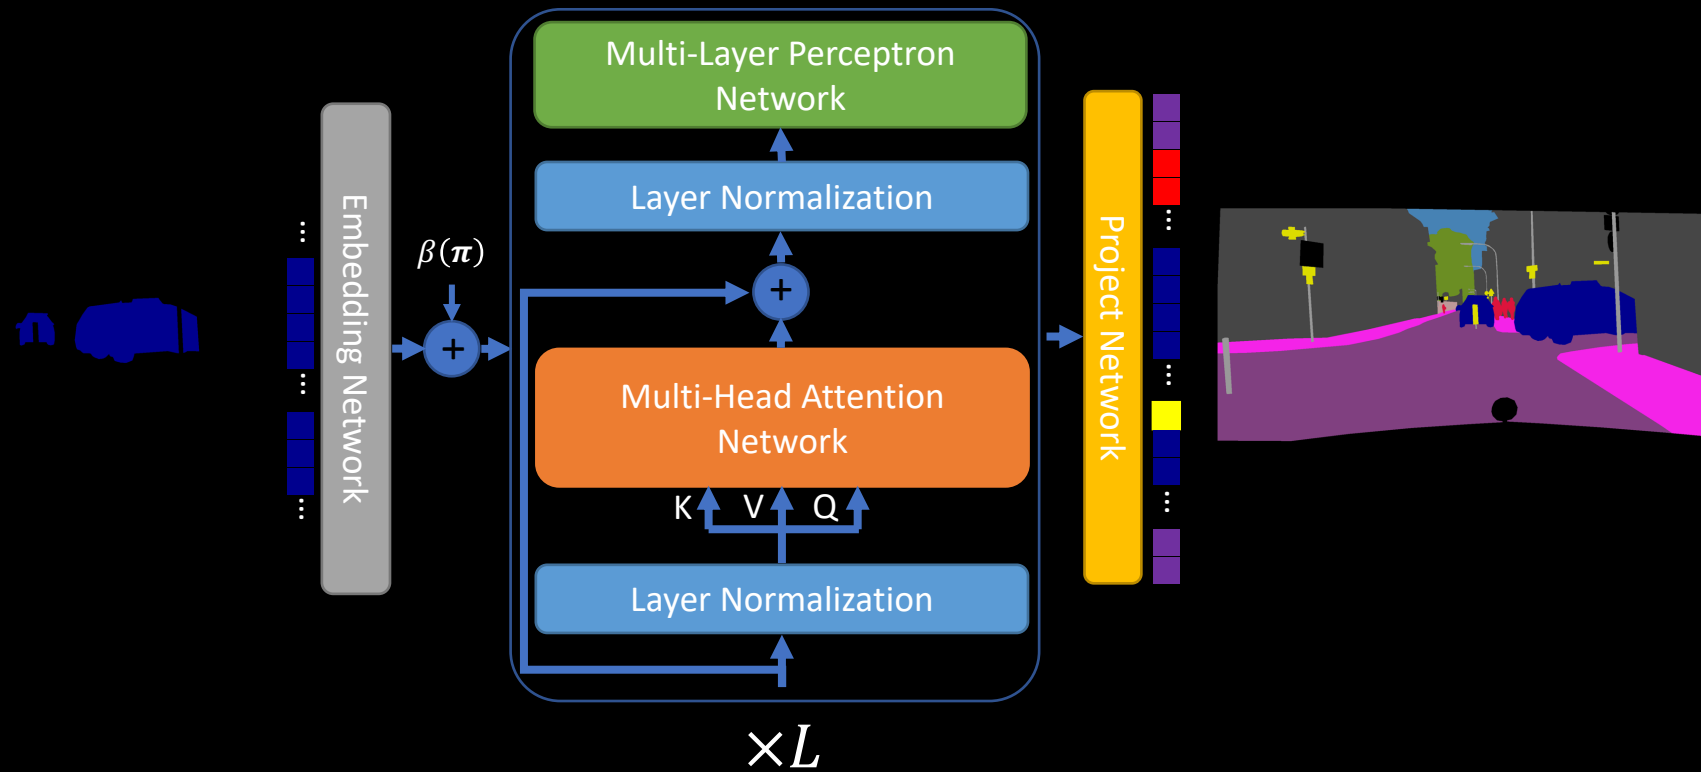 Multi-Layer Perceptron
Network
Layer Normalization
+
Multi-Head Attention
Network
K V Q
Layer Normalization
×L
Embedding Network
β(π)
+
Project Network
...
...
...
...
...
...